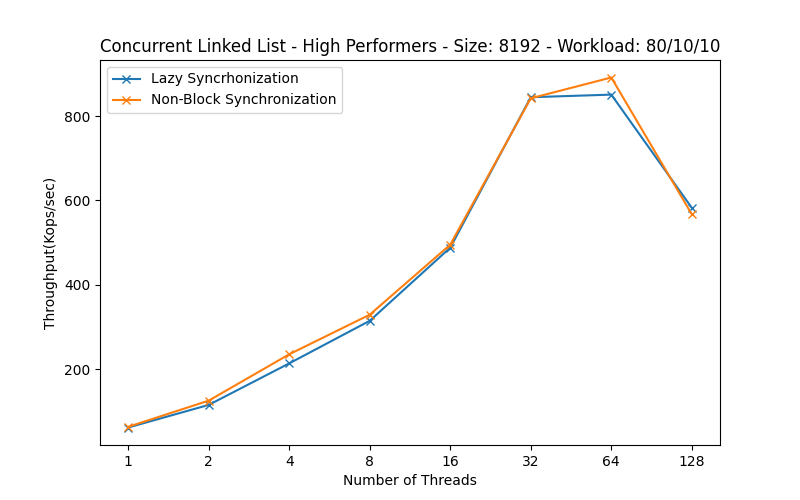 Concurrent Linked List - High Performers - Size: 8192 - Workload: 80/10/10
Lazy Syncrhonization
Non-Block Synchronization
Throughput(Kops/sec)
800
600
400
200
1 2 4 8 16 32 64 128
Number of Threads